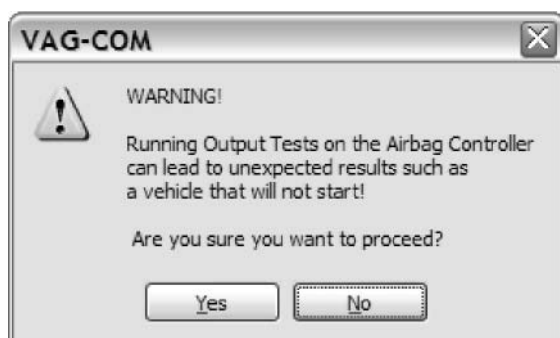 VAG-COM
WARNING!
Running Output Tests on the Airbag Controller
can lead to unexpected results such as
a vehicle that will not start!
Are you sure you want to proceed?
Yes No